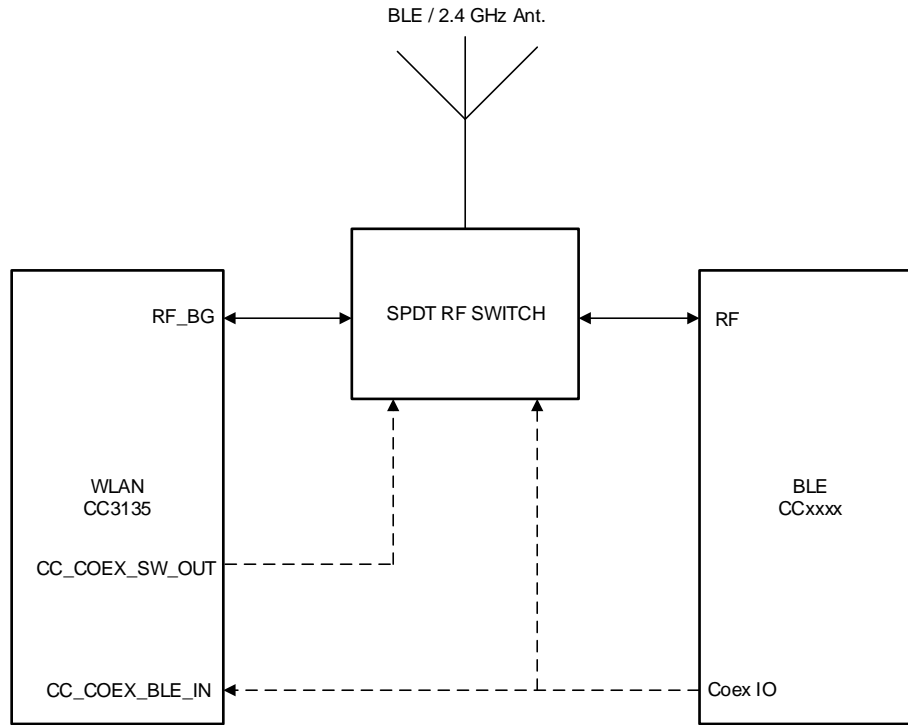 BLE / 2.4 GHz Ant.
SPDT RF SWITCH
RF_BG
RF
WLAN
CC3135
BLE
CCxxxx
CC_COEX_SW_OUT
CC_COEX_BLE_IN
Coex IO